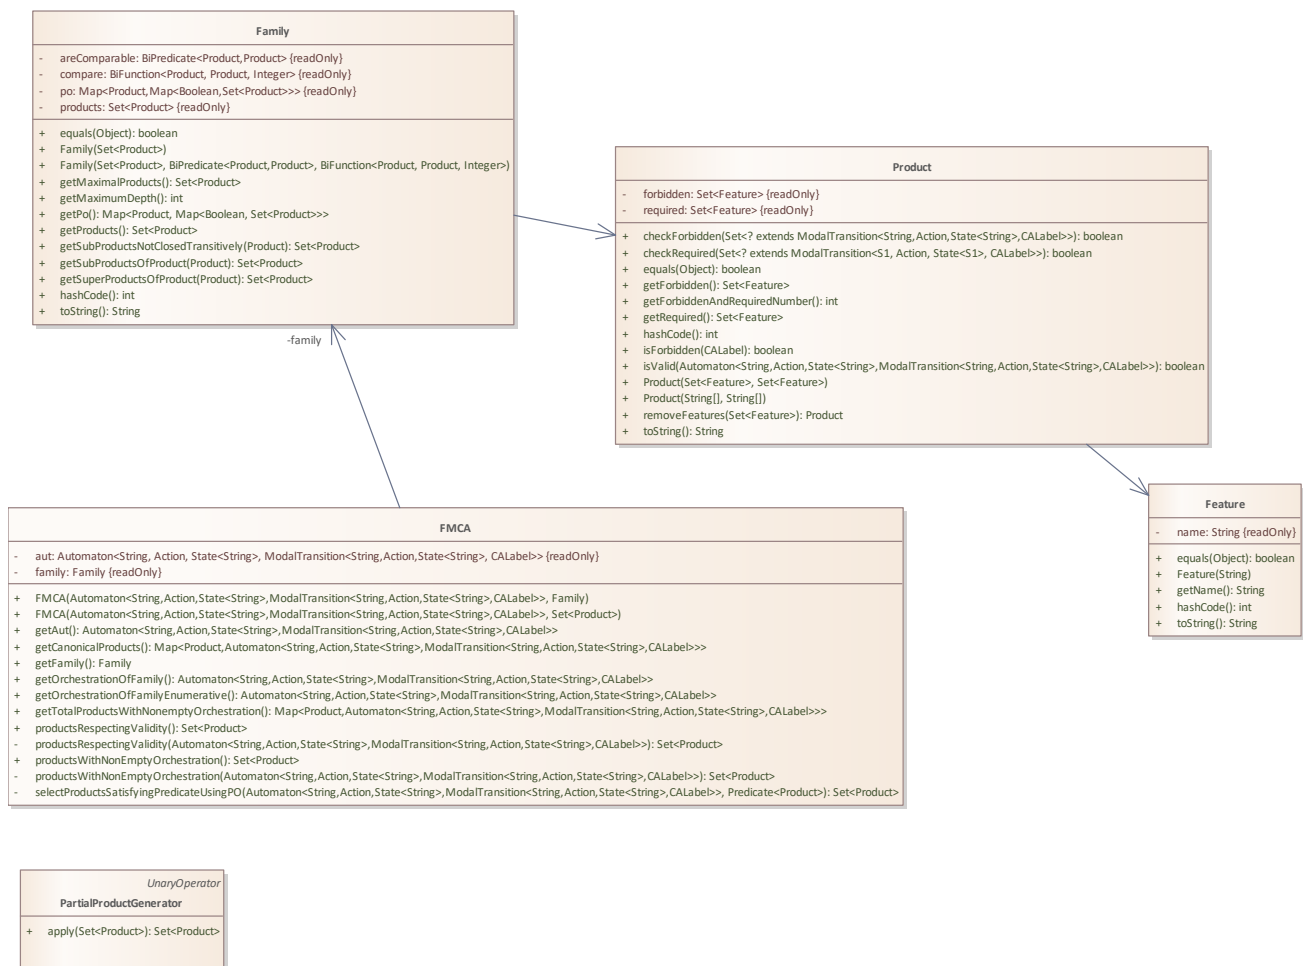 Family
- areComparable: BiPredicate<Product,Product> {readOnly}
- compare: BiFunction<Product, Product, Integer> {readOnly}
- po: Map<Product,Map<Boolean,Set<Product>>> {readOnly}
- products: Set<Product> {readOnly}
+ equals(Object): boolean
+ Family(Set<Product>)
+ Family(Set<Product>, BiPredicate<Product,Product>, BiFunction<Product, Product, Integer>)
+ getMaximalProducts(): Set<Product>
+ getMaximumDepth(): int
+ getPo(): Map<Product, Map<Boolean, Set<Product>>>
+ getProducts(): Set<Product>
+ getSubProductsNotClosedTransitively(Product): Set<Product>
+ getSubProductsOfProduct(Product): Set<Product>
+ getSuperProductsOfProduct(Product): Set<Product>
+ hashCode(): int
+ toString(): String
-family
Product
- forbidden: Set<Feature> {readOnly}
- required: Set<Feature> {readOnly}
+ checkForbidden(Set<? extends ModalTransition<String,Action,State<String>,CALabel>>): boolean
+ checkRequired(Set<? extends ModalTransition<S1, Action, State<S1>, CALabel>>): boolean
+ equals(Object): boolean
+ getForbidden(): Set<Feature>
+ getForbiddenAndRequiredNumber(): int
+ getRequired(): Set<Feature>
+ hashCode(): int
+ isForbidden(CALabel): boolean
+ isValid(Automaton<String,Action,State<String>,ModalTransition<String,Action,State<String>,CALabel>>): boolean
+ Product(Set<Feature>, Set<Feature>)
+ Product(String[], String[])
+ removeFeatures(Set<Feature>): Product
+ toString(): String
Feature
- name: String {readOnly}
+ equals(Object): boolean
+ Feature(String)
+ getName(): String
+ hashCode(): int
+ toString(): String
FMCA
- aut: Automaton<String, Action, State<String>, ModalTransition<String,Action,State<String>, CALabel>> {readOnly}
- family: Family {readOnly}
+ FMCA(Automaton<String,Action,State<String>,ModalTransition<String,Action,State<String>,CALabel>>, Family)
+ FMCA(Automaton<String,Action,State<String>,ModalTransition<String,Action,State<String>,CALabel>>, Set<Product>)
+ getAut(): Automaton<String,Action,State<String>,ModalTransition<String,Action,State<String>,CALabel>>
+ getCanonicalProducts(): Map<Product,Automaton<String,Action,State<String>,ModalTransition<String,Action,State<String>,CALabel>>>
+ getFamily(): Family
+ getOrchestrationOfFamily(): Automaton<String,Action,State<String>,ModalTransition<String,Action,State<String>,CALabel>>
+ getOrchestrationOfFamilyEnumerative(): Automaton<String,Action,State<String>,ModalTransition<String,Action,State<String>,CALabel>>
+ getTotalProductsWithNonemptyOrchestration(): Map<Product,Automaton<String,Action,State<String>,ModalTransition<String,Action,State<String>,CALabel>>>
+ productsRespectingValidity(): Set<Product>
- productsRespectingValidity(Automaton<String,Action,State<String>,ModalTransition<String,Action,State<String>,CALabel>>): Set<Product>
+ productsWithNonEmptyOrchestration(): Set<Product>
- productsWithNonEmptyOrchestration(Automaton<String,Action,State<String>,ModalTransition<String,Action,State<String>,CALabel>>): Set<Product>
- selectProductsSatisfyingPredicateUsingPO(Automaton<String,Action,State<String>,ModalTransition<String,Action,State<String>,CALabel>>, Predicate<Product>): Set<Product>
UnaryOperator
PartialProductGenerator
+ apply(Set<Product>): Set<Product>